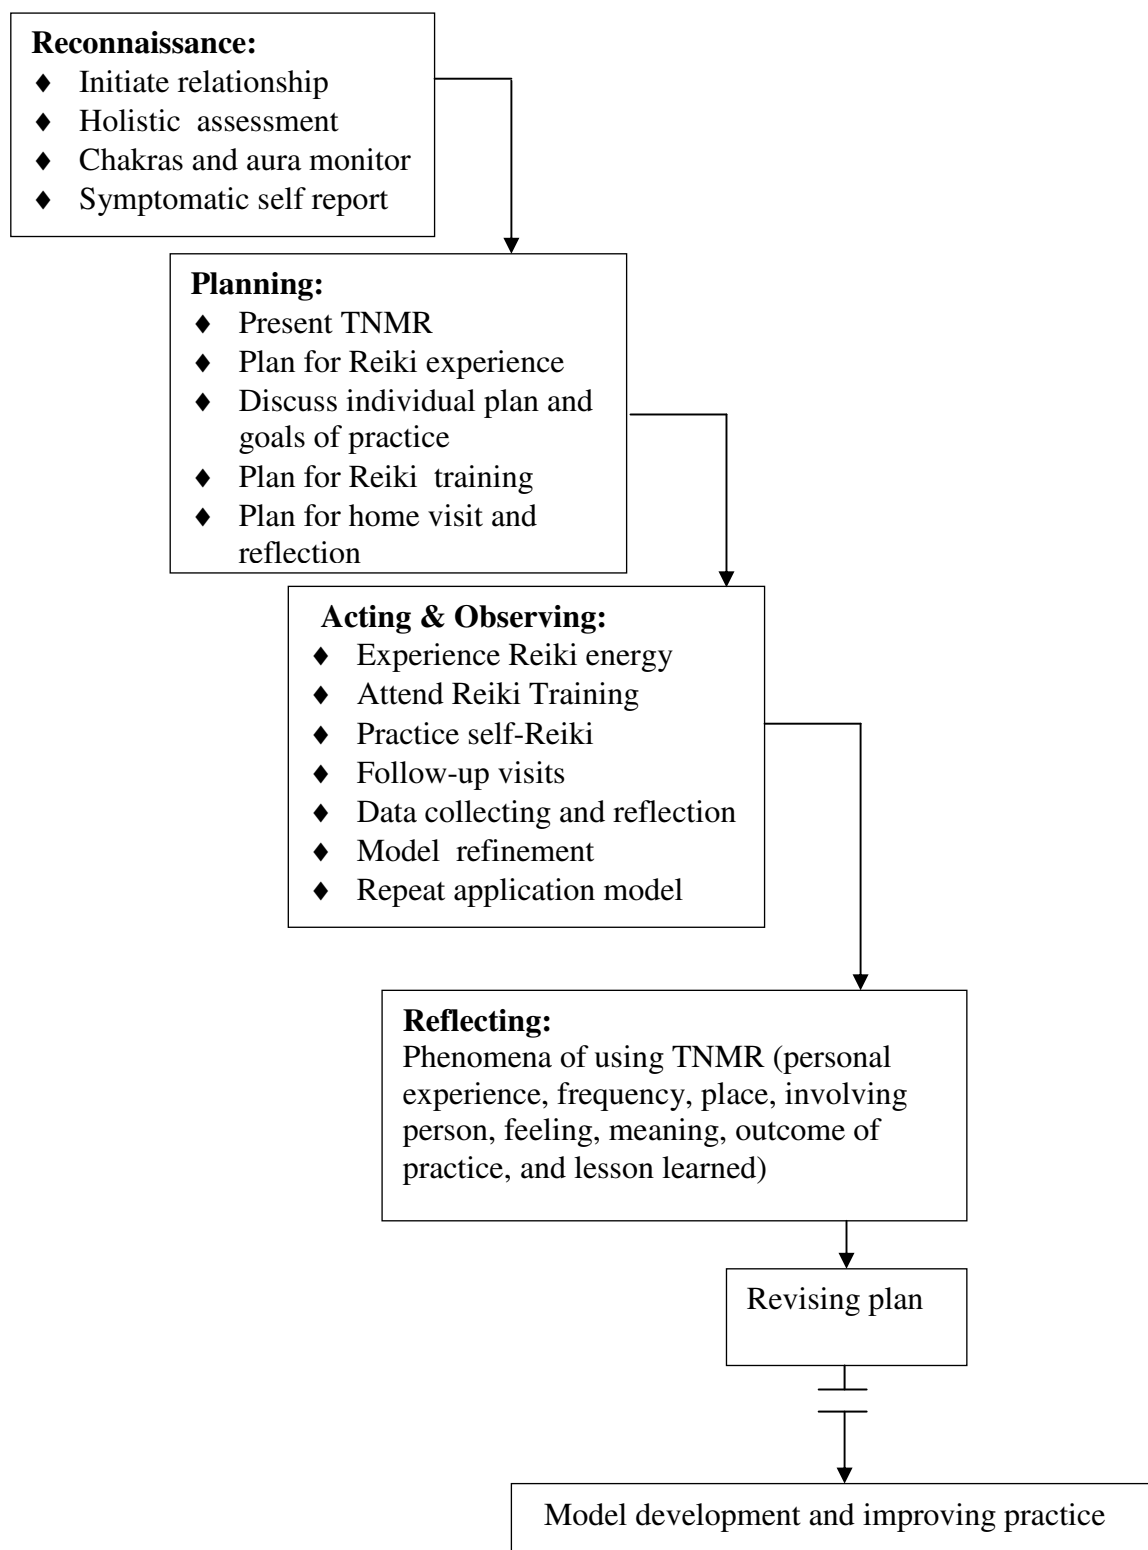 Reconnaissance:
♦ Initiate relationship
♦ Holistic assessment
♦ Chakras and aura monitor
♦ Symptomatic self report
Planning:
♦ Present TNMR
♦ Plan for Reiki experience
♦ Discuss individual plan and
goals of practice
♦ Plan for Reiki training
♦ Plan for home visit and
reflection
Acting & Observing:
♦ Experience Reiki energy
♦ Attend Reiki Training
♦ Practice self-Reiki
♦ Follow-up visits
♦ Data collecting and reflection
♦ Model refinement
♦ Repeat application model
Reflecting:
Phenomena of using TNMR (personal
experience, frequency, place, involving
person, feeling, meaning, outcome of
practice, and lesson learned)
Revising plan
Model development and improving practice